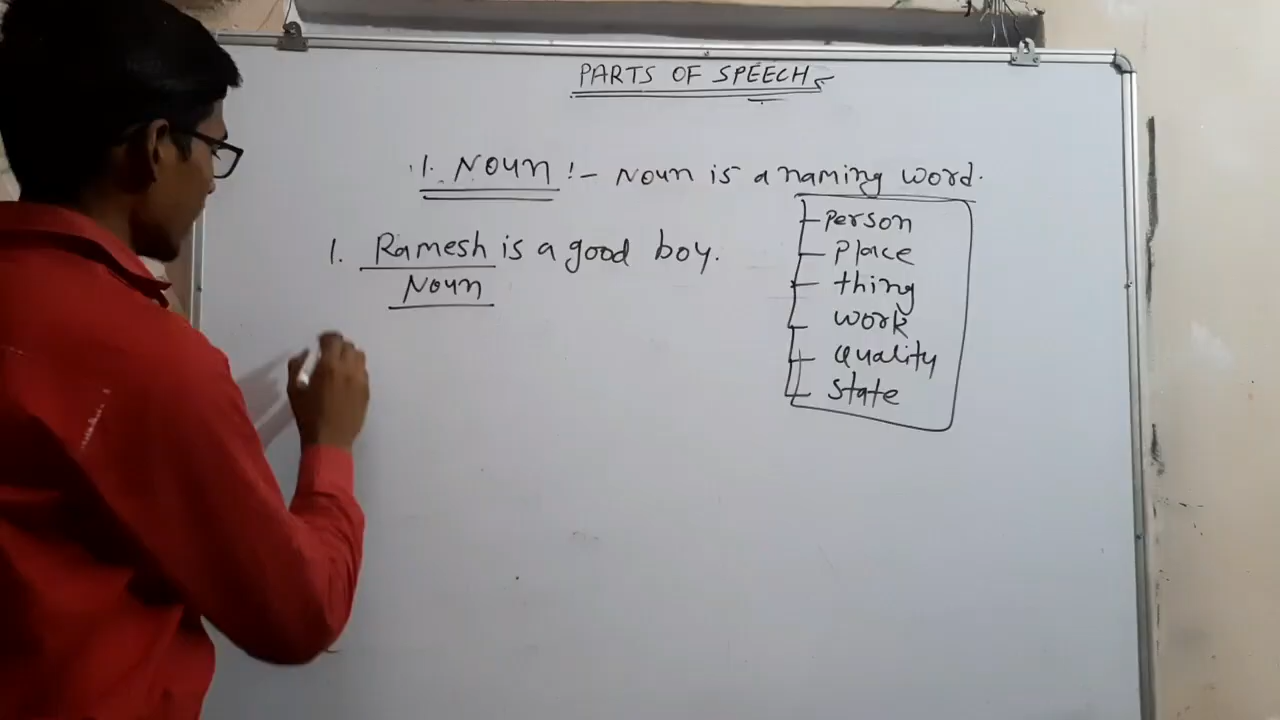 PARTS OF SPEECH
1. Noun :- Noun is a naming word.
person
place
thing
work
quality
state
1. Ramesh is a good boy.
Noun